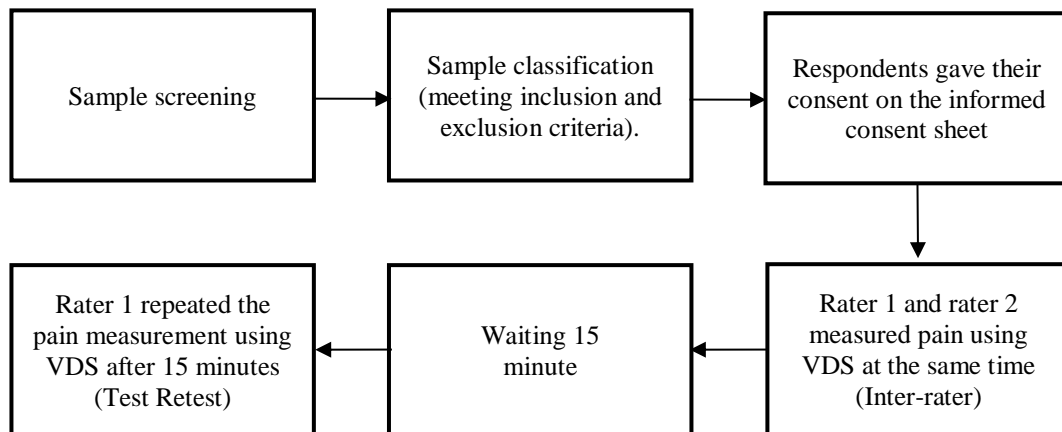 Sample screening
Sample classification
(meeting inclusion and
exclusion criteria).
Respondents gave their
consent on the informed
consent sheet
Rater 1 and rater 2
measured pain using
VDS at the same time
(Inter-rater)
Waiting 15
minute
Rater 1 repeated the
pain measurement using
VDS after 15 minutes
(Test Retest)